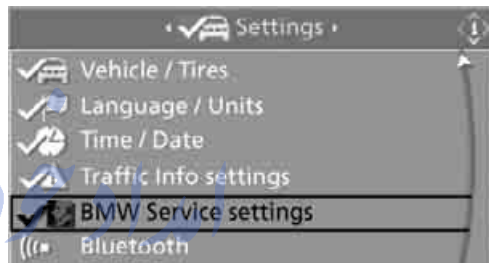 Settings
Vehicle / Tires
Language / Units
Time / Date
Traffic Info settings
BMW Service settings
Bluetooth